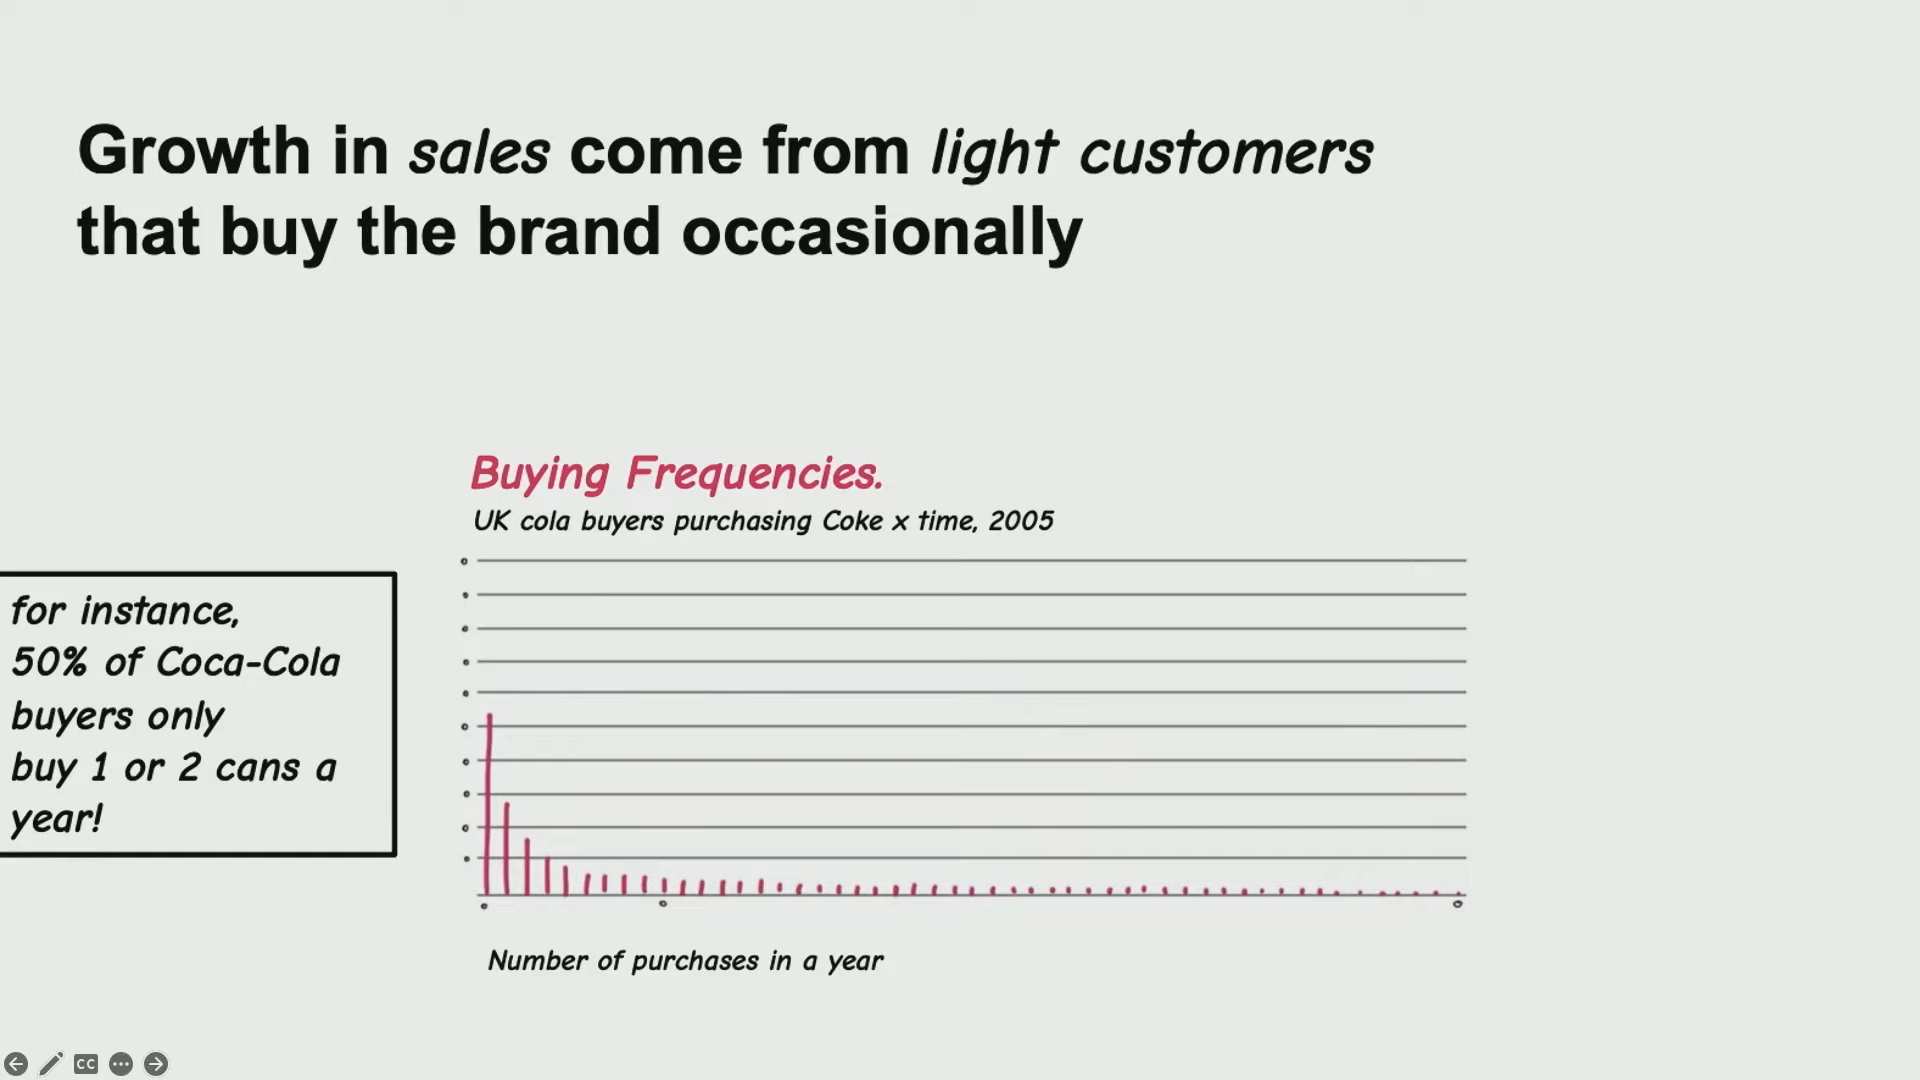 Growth in sales come from light customers
that buy the brand occasionally
Buying Frequencies.
UK cola buyers purchasing Coke x time, 2005
for instance,
50% of Coca-Cola
buyers only
buy 1 or 2 cans a
year!
Number of purchases in a year
CC